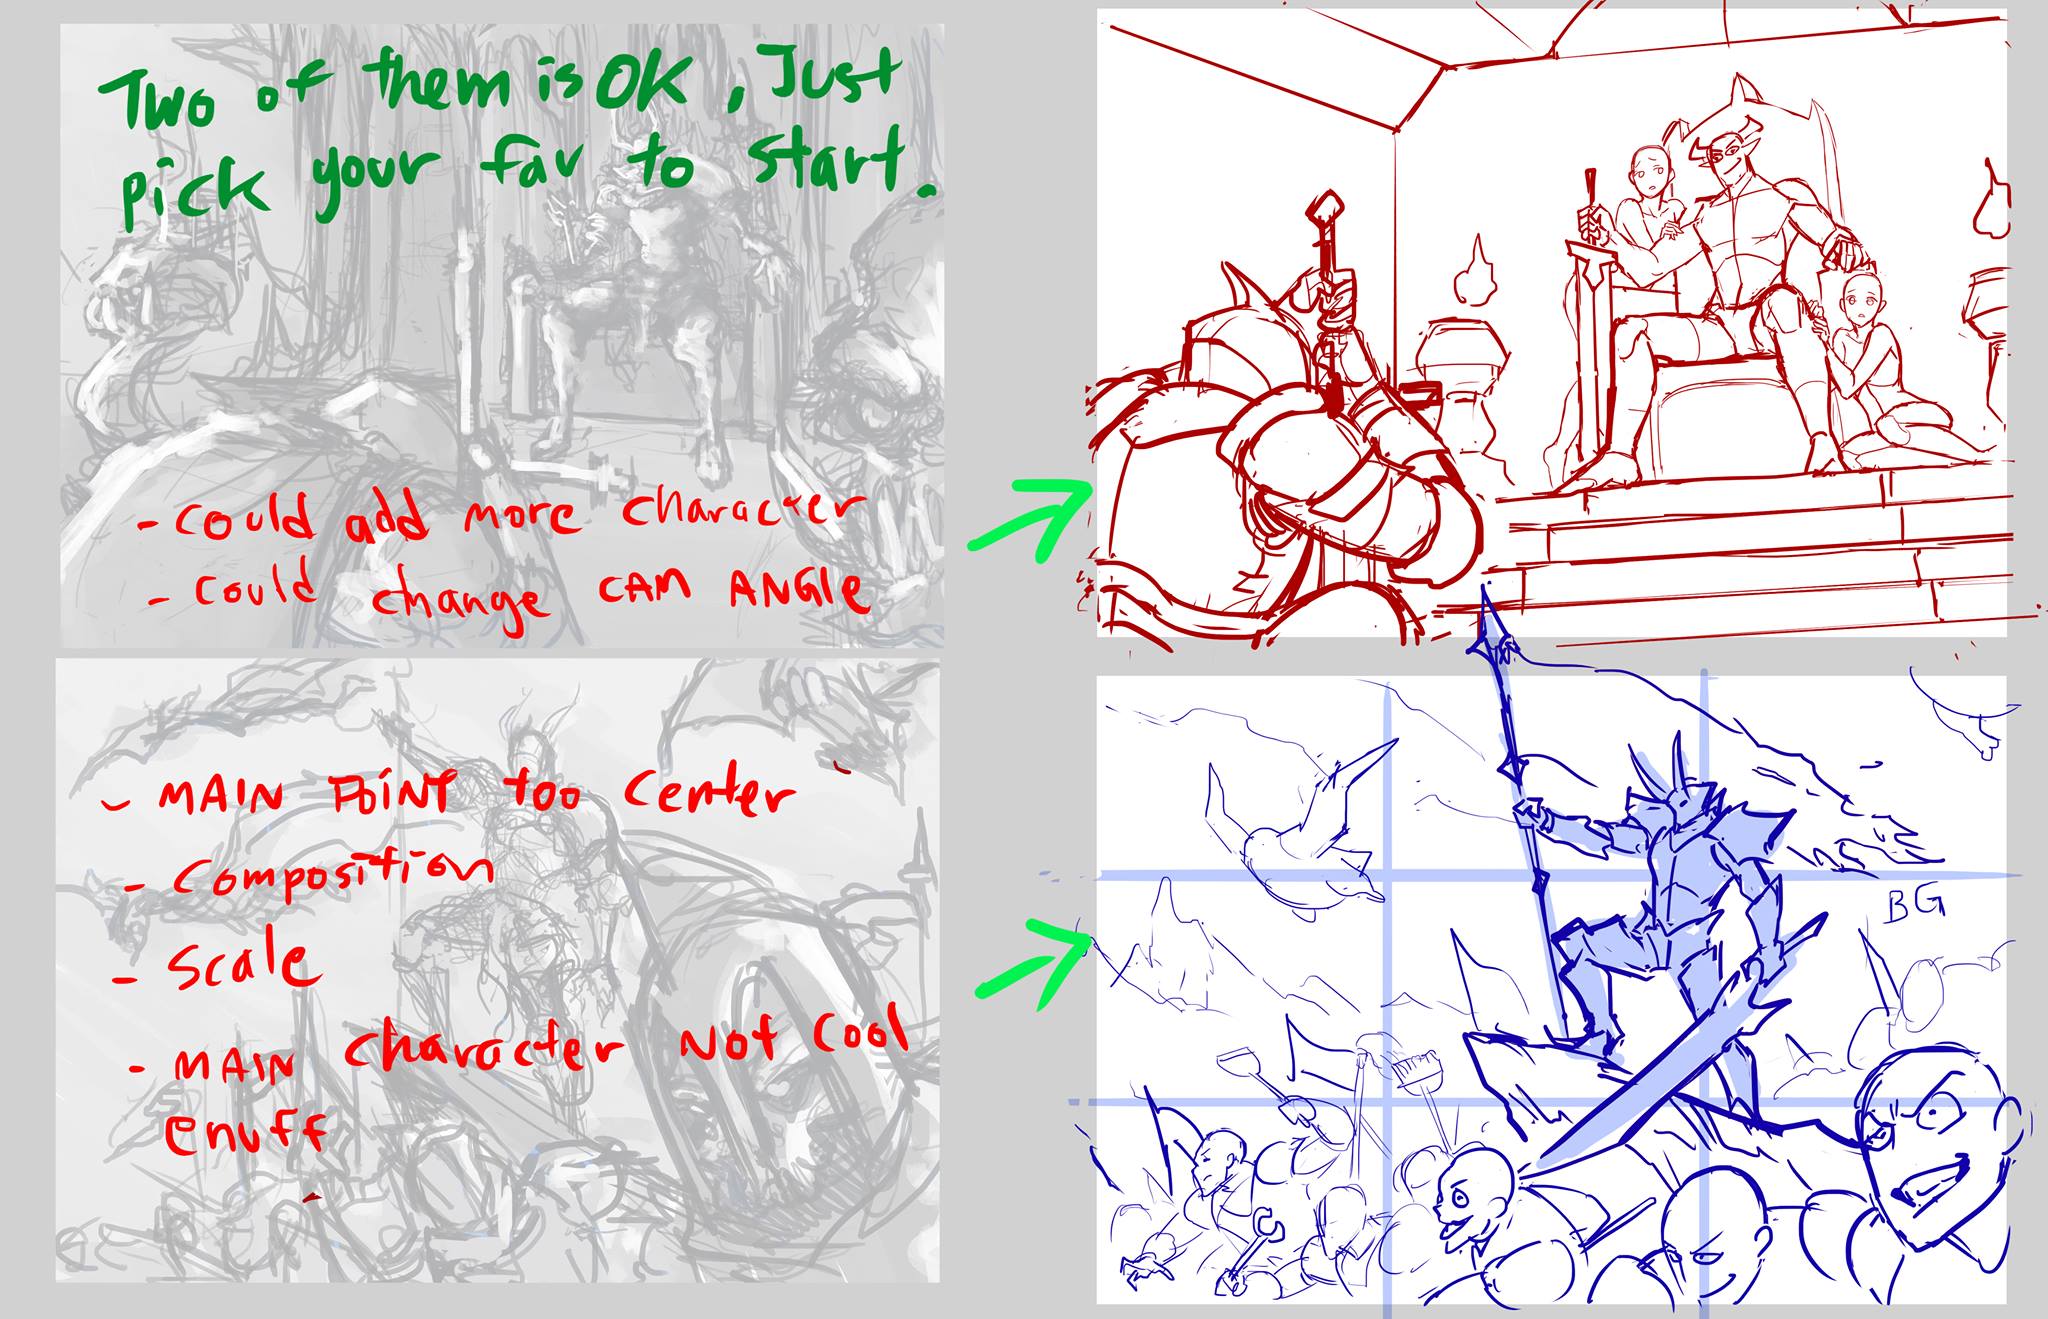 Two of them is OK, Just
pick your fav to start.
- could add more character
- could change CAM ANGLE
- MAIN POINT too center
- composition
- scale
- MAIN character Not cool
enuff
BG